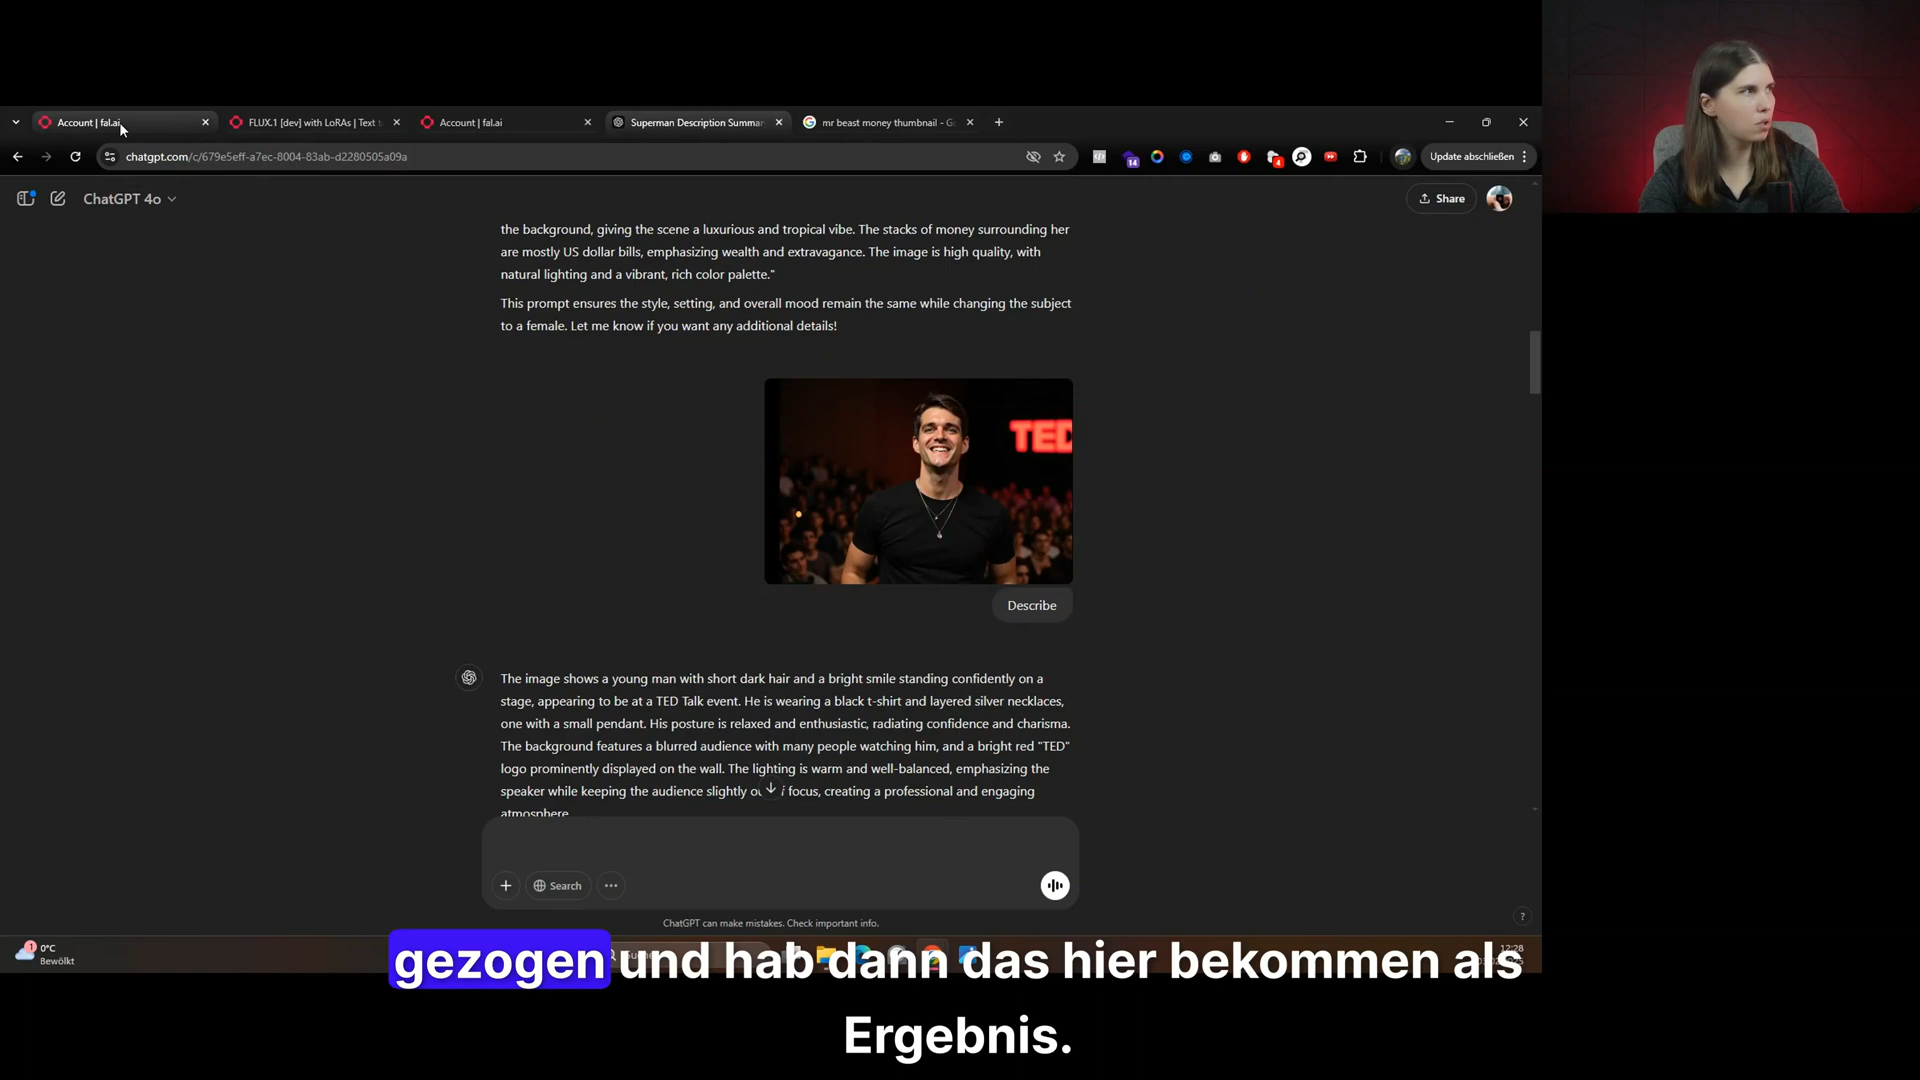 Account | fal.ai
FLUX.1 [dev] with LoRAs | Text t
Account | fal.ai
Superman Description Summar
mr beast money thumbnail - Go
chatgpt.com/c/679e5eff-a7ec-8004-83ab-d2280505a09a
14
4
Update abschließen
ChatGPT 4o
Share
the background, giving the scene a luxurious and tropical vibe. The stacks of money surrounding her
are mostly US dollar bills, emphasizing wealth and extravagance. The image is high quality, with
natural lighting and a vibrant, rich color palette."
This prompt ensures the style, setting, and overall mood remain the same while changing the subject
to a female. Let me know if you want any additional details!
TED
Describe
The image shows a young man with short dark hair and a bright smile standing confidently on a
stage, appearing to be at a TED Talk event. He is wearing a black t-shirt and layered silver necklaces,
one with a small pendant. His posture is relaxed and enthusiastic, radiating confidence and charisma.
The background features a blurred audience with many people watching him, and a bright red "TED"
logo prominently displayed on the wall. The lighting is warm and well-balanced, emphasizing the
speaker while keeping the audience slightly focus, creating a professional and engaging
atmosphere
Search
ChatGPT can make mistakes. Check important info.
?
1
0°C
Bewölkt
12:28
gezogen und hab dann das hier bekommen als
Ergebnis.